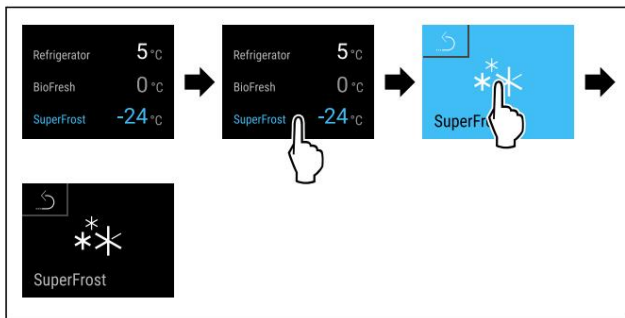 Refrigerator 5 °C
BioFresh 0 °C
SuperFrost -24 °C
Refrigerator 5 °C
BioFresh 0 °C
SuperFrost -24 °C
SuperFr
SuperFrost